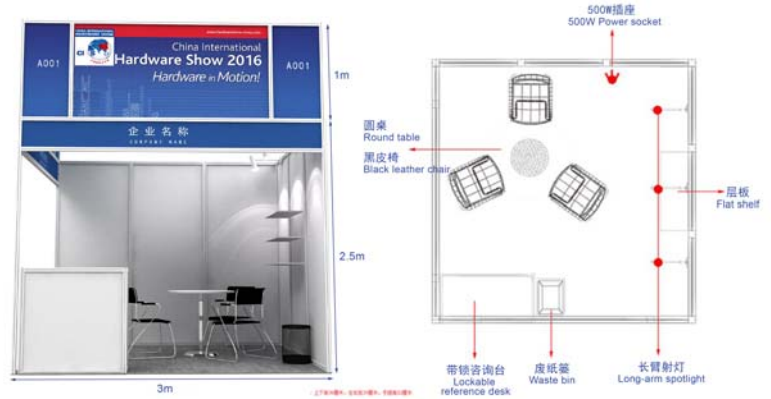 China International
Hardware Show 2016
Hardware in Motion!
A001
A001
企业名称
COMPANY NAME
1m
2.5m
3m
500W插座
500W Power socket
圆桌
Round table
黑皮椅
Black leather chair
层板
Flat shelf
带锁咨询台
Lockable
reference desk
废纸篓
Waste bin
长臂射灯
Long-arm spotlight